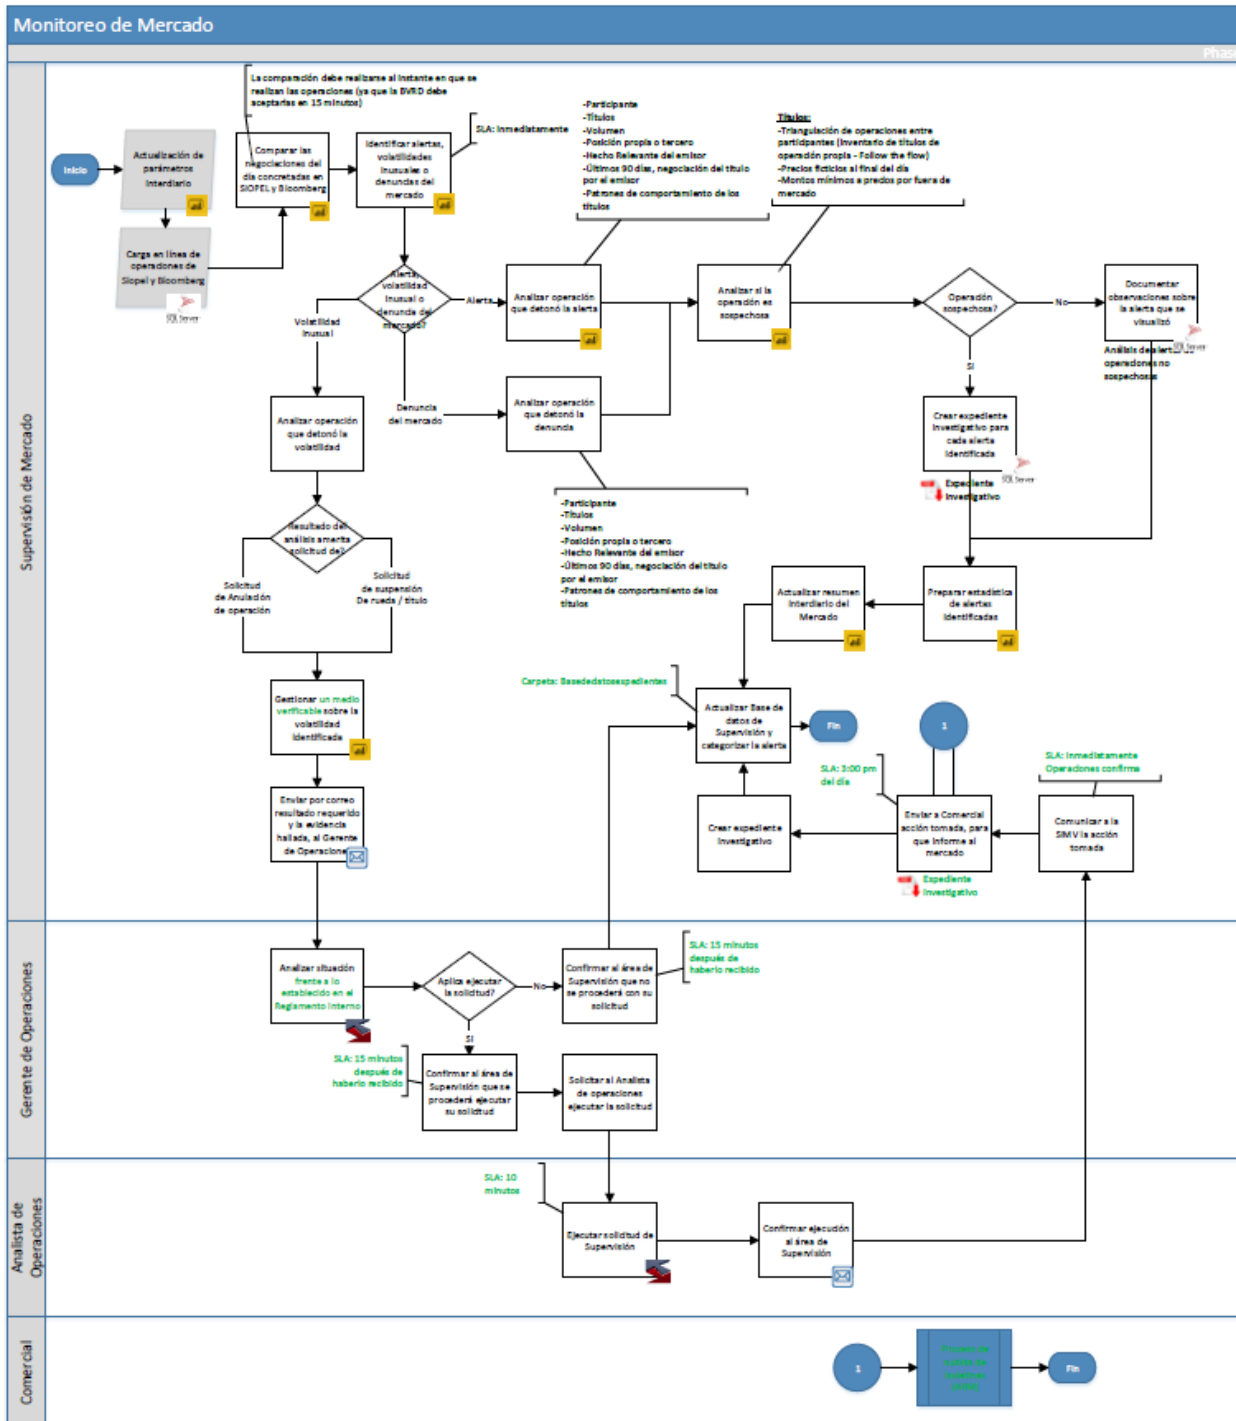 Monitoreo de Mercado
Phase
Supervisión de Mercado
La comparación debe realizarse al instante en que se
realizan las operaciones (ya que la BVRD debe
aceptarlas en 15 minutos)
Inicio
Actualización de
parámetros
Interdiario
Carga en línea de
operaciones de
Siopel y Bloomberg
SQL Server
Comparar las
negociaciones del
día concretadas en
SIOPEL y Bloomberg
Identificar alertas,
volatilidades
inusuales o
denuncias del
mercado
SLA: Inmediatamente
-Participante
-Títulos
-Volumen
-Posición propia o tercero
-Hecho Relevante del emisor
-Últimos 90 días, negociación del título
por el emisor
-Patrones de comportamiento de los
títulos
Títulos:
-Triangulación de operaciones entre
participantes (Inventario de títulos de
operación propia - Follow the flow)
-Precios ficticios al final del día
-Montos mínimos a precios por fuera de
mercado
Alerta,
volatilidad
inusual o
denuncia del
mercado?
Alerta
Volatilidad
Inusual
Denuncia
del mercado
Analizar operación
que detonó la alerta
Analizar si la
operación es
sospechosa
Operación
sospechosa?
No
Si
Documentar
observaciones sobre
la alerta que se
visualizó
SQL Server
Análisis de alertas de
operaciones no
sospechosas
Analizar operación
que detonó la
denuncia
Analizar operación
que detonó la
volatilidad
Crear expediente
Investigativo para
cada alerta
identificada
SQL Server
Expediente
Investigativo
-Participante
-Títulos
-Volumen
-Posición propia o tercero
-Hecho Relevante del emisor
-Últimos 90 días, negociación del título
por el emisor
-Patrones de comportamiento de los
títulos
Resultado del
análisis amerita
solicitud de?
Solicitud
de Anulación
de operación
Solicitud
de suspensión
De rueda / título
Actualizar resumen
Interdiario del
Mercado
Preparar estadística
de alertas
identificadas
Gestionar un medio
verificable sobre la
volatilidad
identificada
Carpeta: Basededatosexpedientes
Actualizar Base de
datos de
Supervisión y
categorizar la alerta
Fin
1
SLA: 3:00 pm
del día
SLA: Inmediatamente
Operaciones confirma
Enviar por correo
resultado requerido
y la evidencia
hallada, al Gerente
de Operaciones
Crear expediente
Investigativo
Enviar a Comercial
acción tomada, para
que informe al
mercado
Comunicar a la
SIMV la acción
tomada
Expediente
Investigativo
Gerente de Operaciones
Analizar situación
frente a lo
establecido en el
Reglamento Interno
Aplica ejecutar
la solicitud?
No
Si
Confirmar al área de
Supervisión que no
se procederá con su
solicitud
SLA: 15 minutos
después de
haberlo recibido
SLA: 15 minutos
después de
haberlo recibido
Confirmar al área de
Supervisión que se
procederá ejecutar
su solicitud
Solicitar al Analista
de operaciones
ejecutar la solicitud
Analista de
Operaciones
SLA: 10
minutos
Ejecutar solicitud de
Supervisión
Confirmar ejecución
al área de
Supervisión
Comercial
1
Fin